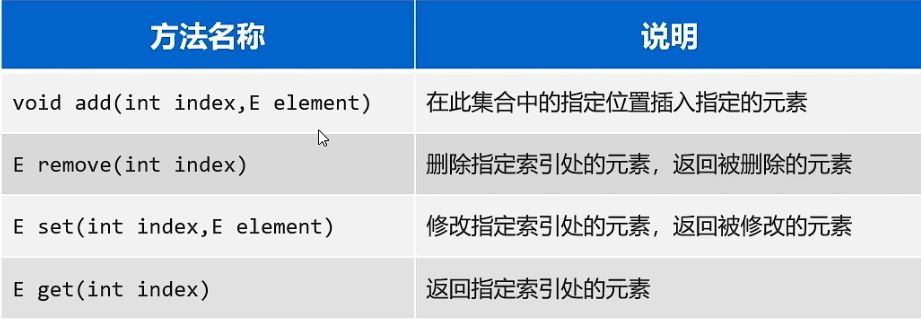 方法名称 说明
void add(int index,E element) 在此集合中的指定位置插入指定的元素
E remove(int index) 删除指定索引处的元素，返回被删除的元素
E set(int index,E element) 修改指定索引处的元素，返回被修改的元素
E get(int index) 返回指定索引处的元素